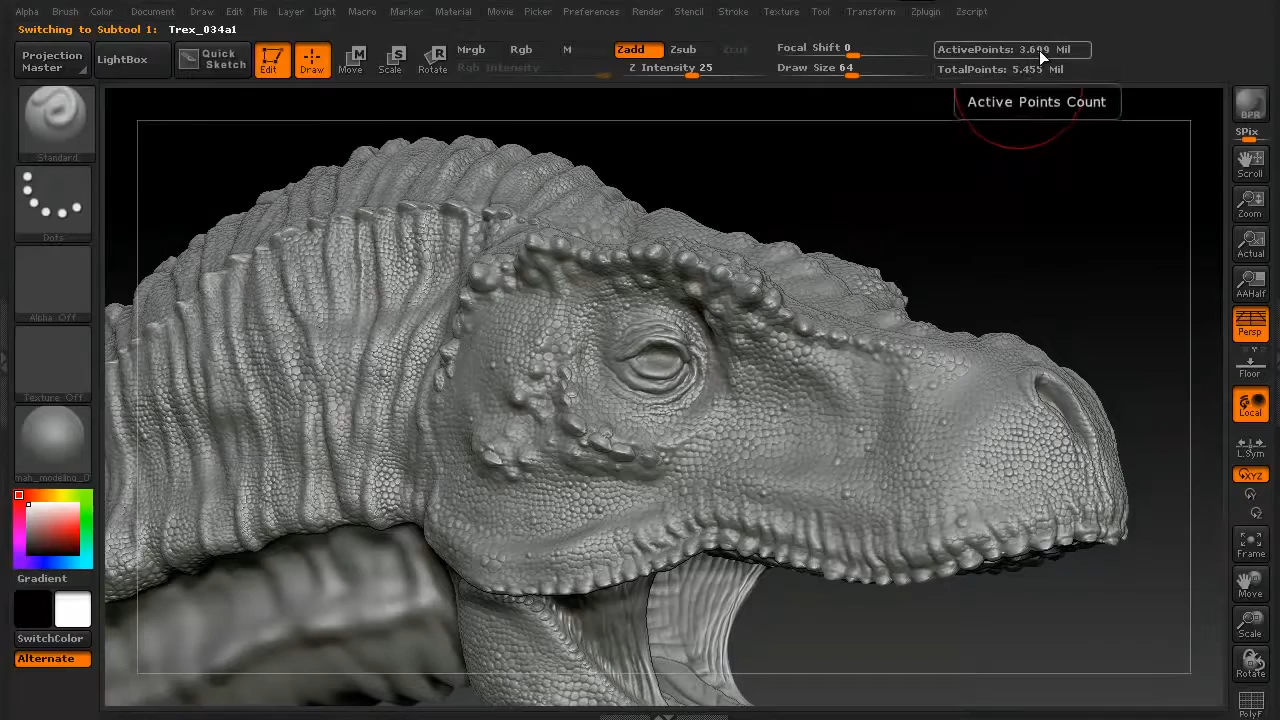 Alpha Brush Color Document Draw Edit File Layer Light Macro Marker Material Movie Picker Preferences Render Stencil Stroke Texture Tool Transform Zplugin Zscript
Switching to Subtool 1: Trex_034a1
Projection Master
LightBox
Quick Sketch
Edit
Draw
Move
Scale
Rotate
Mrgb Rgb M
Rgb Intensity
Zadd Zsub Zcut
Z Intensity 25
Focal Shift 0
Draw Size 64
ActivePoints: 3.609 Mil
TotalPoints: 5.455 Mil
Active Points Count
Standard
Dots
Alpha Off
Texture Off
Gradient
SwitchColor
Alternate
BPR
SPix
Scroll
Zoom
Actual
AAHalf
Persp
Floor
Local
L.Sym
XYZ
Frame
Move
Scale
Rotate
PolyF